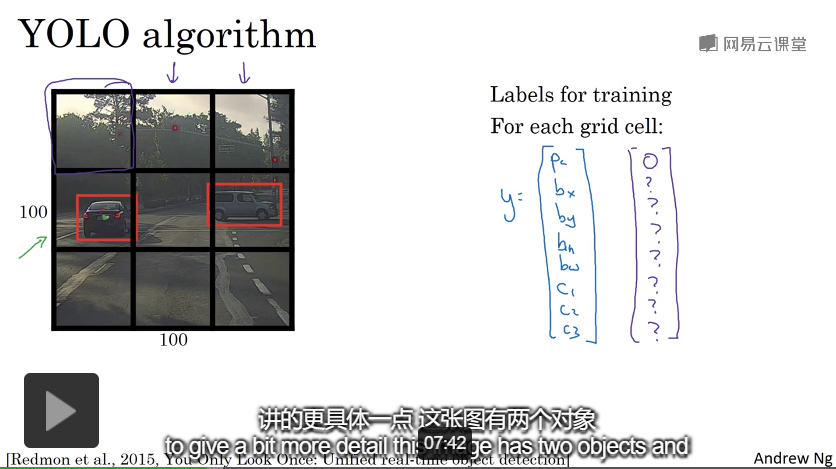 YOLO algorithm
网易云课堂
Labels for training
For each grid cell:
y=
pc
bx
by
bh
bw
c1
c2
c3
0
?
?
?
?
?
?
?
100
100
讲的更具体一点 这张图有两个对象
to give a bit more detail this image has two objects and
07:42
[Redmon et al., 2015, You Only Look Once: Unified real-time object detection]
Andrew Ng